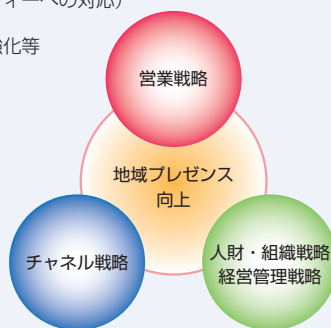 ィーへの対応）
強化等
営業戦略
地域プレゼンス
向上
チャネル戦略
人財・組織戦略
経営管理戦略